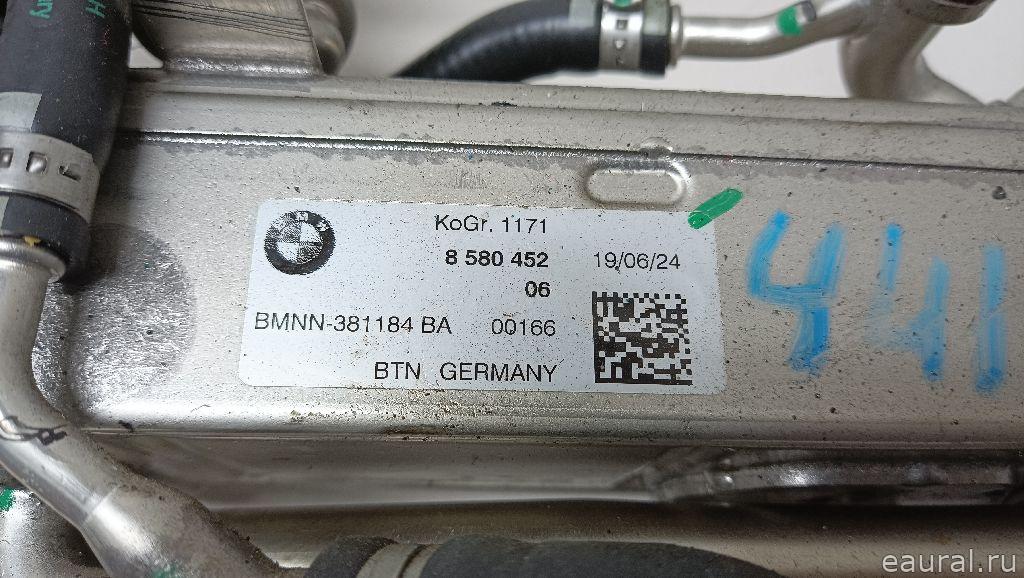 KoGr. 1171
8 580 452 19/06/24
06
BMNN-381184 BA 00166
BTN GERMANY
441
eaural.ru